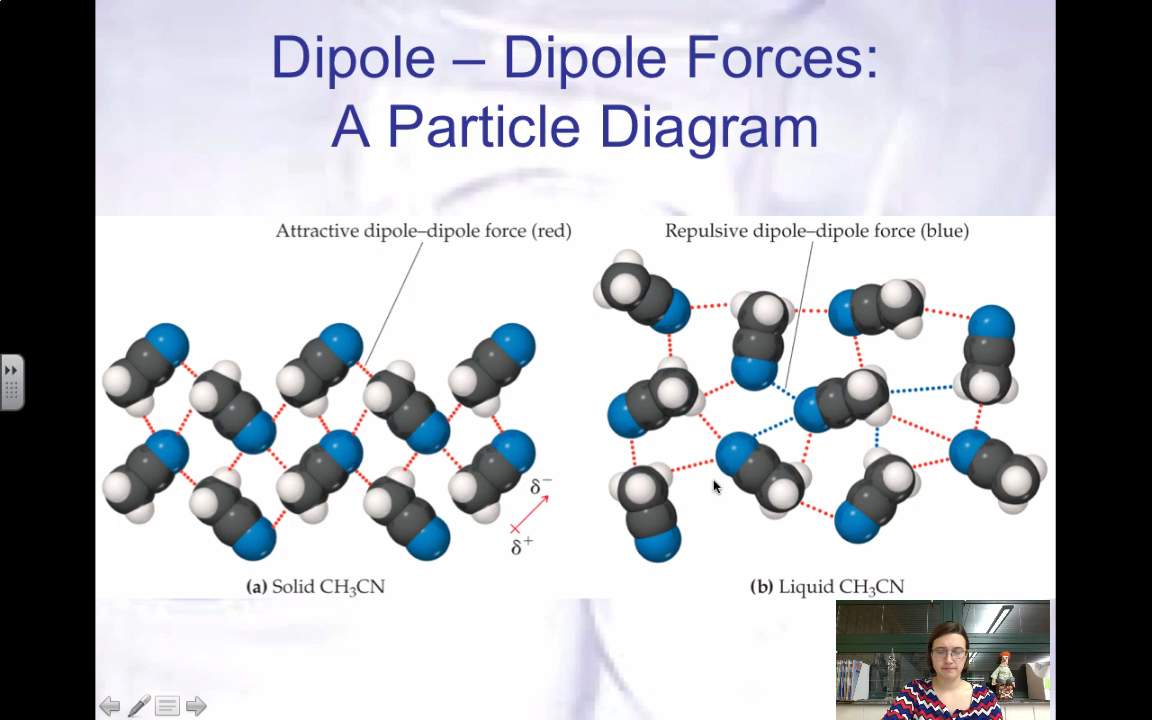 Dipole – Dipole Forces:
A Particle Diagram
Attractive dipole–dipole force (red)
Repulsive dipole–dipole force (blue)
δ−
δ+
(a) Solid CH₃CN
(b) Liquid CH₃CN